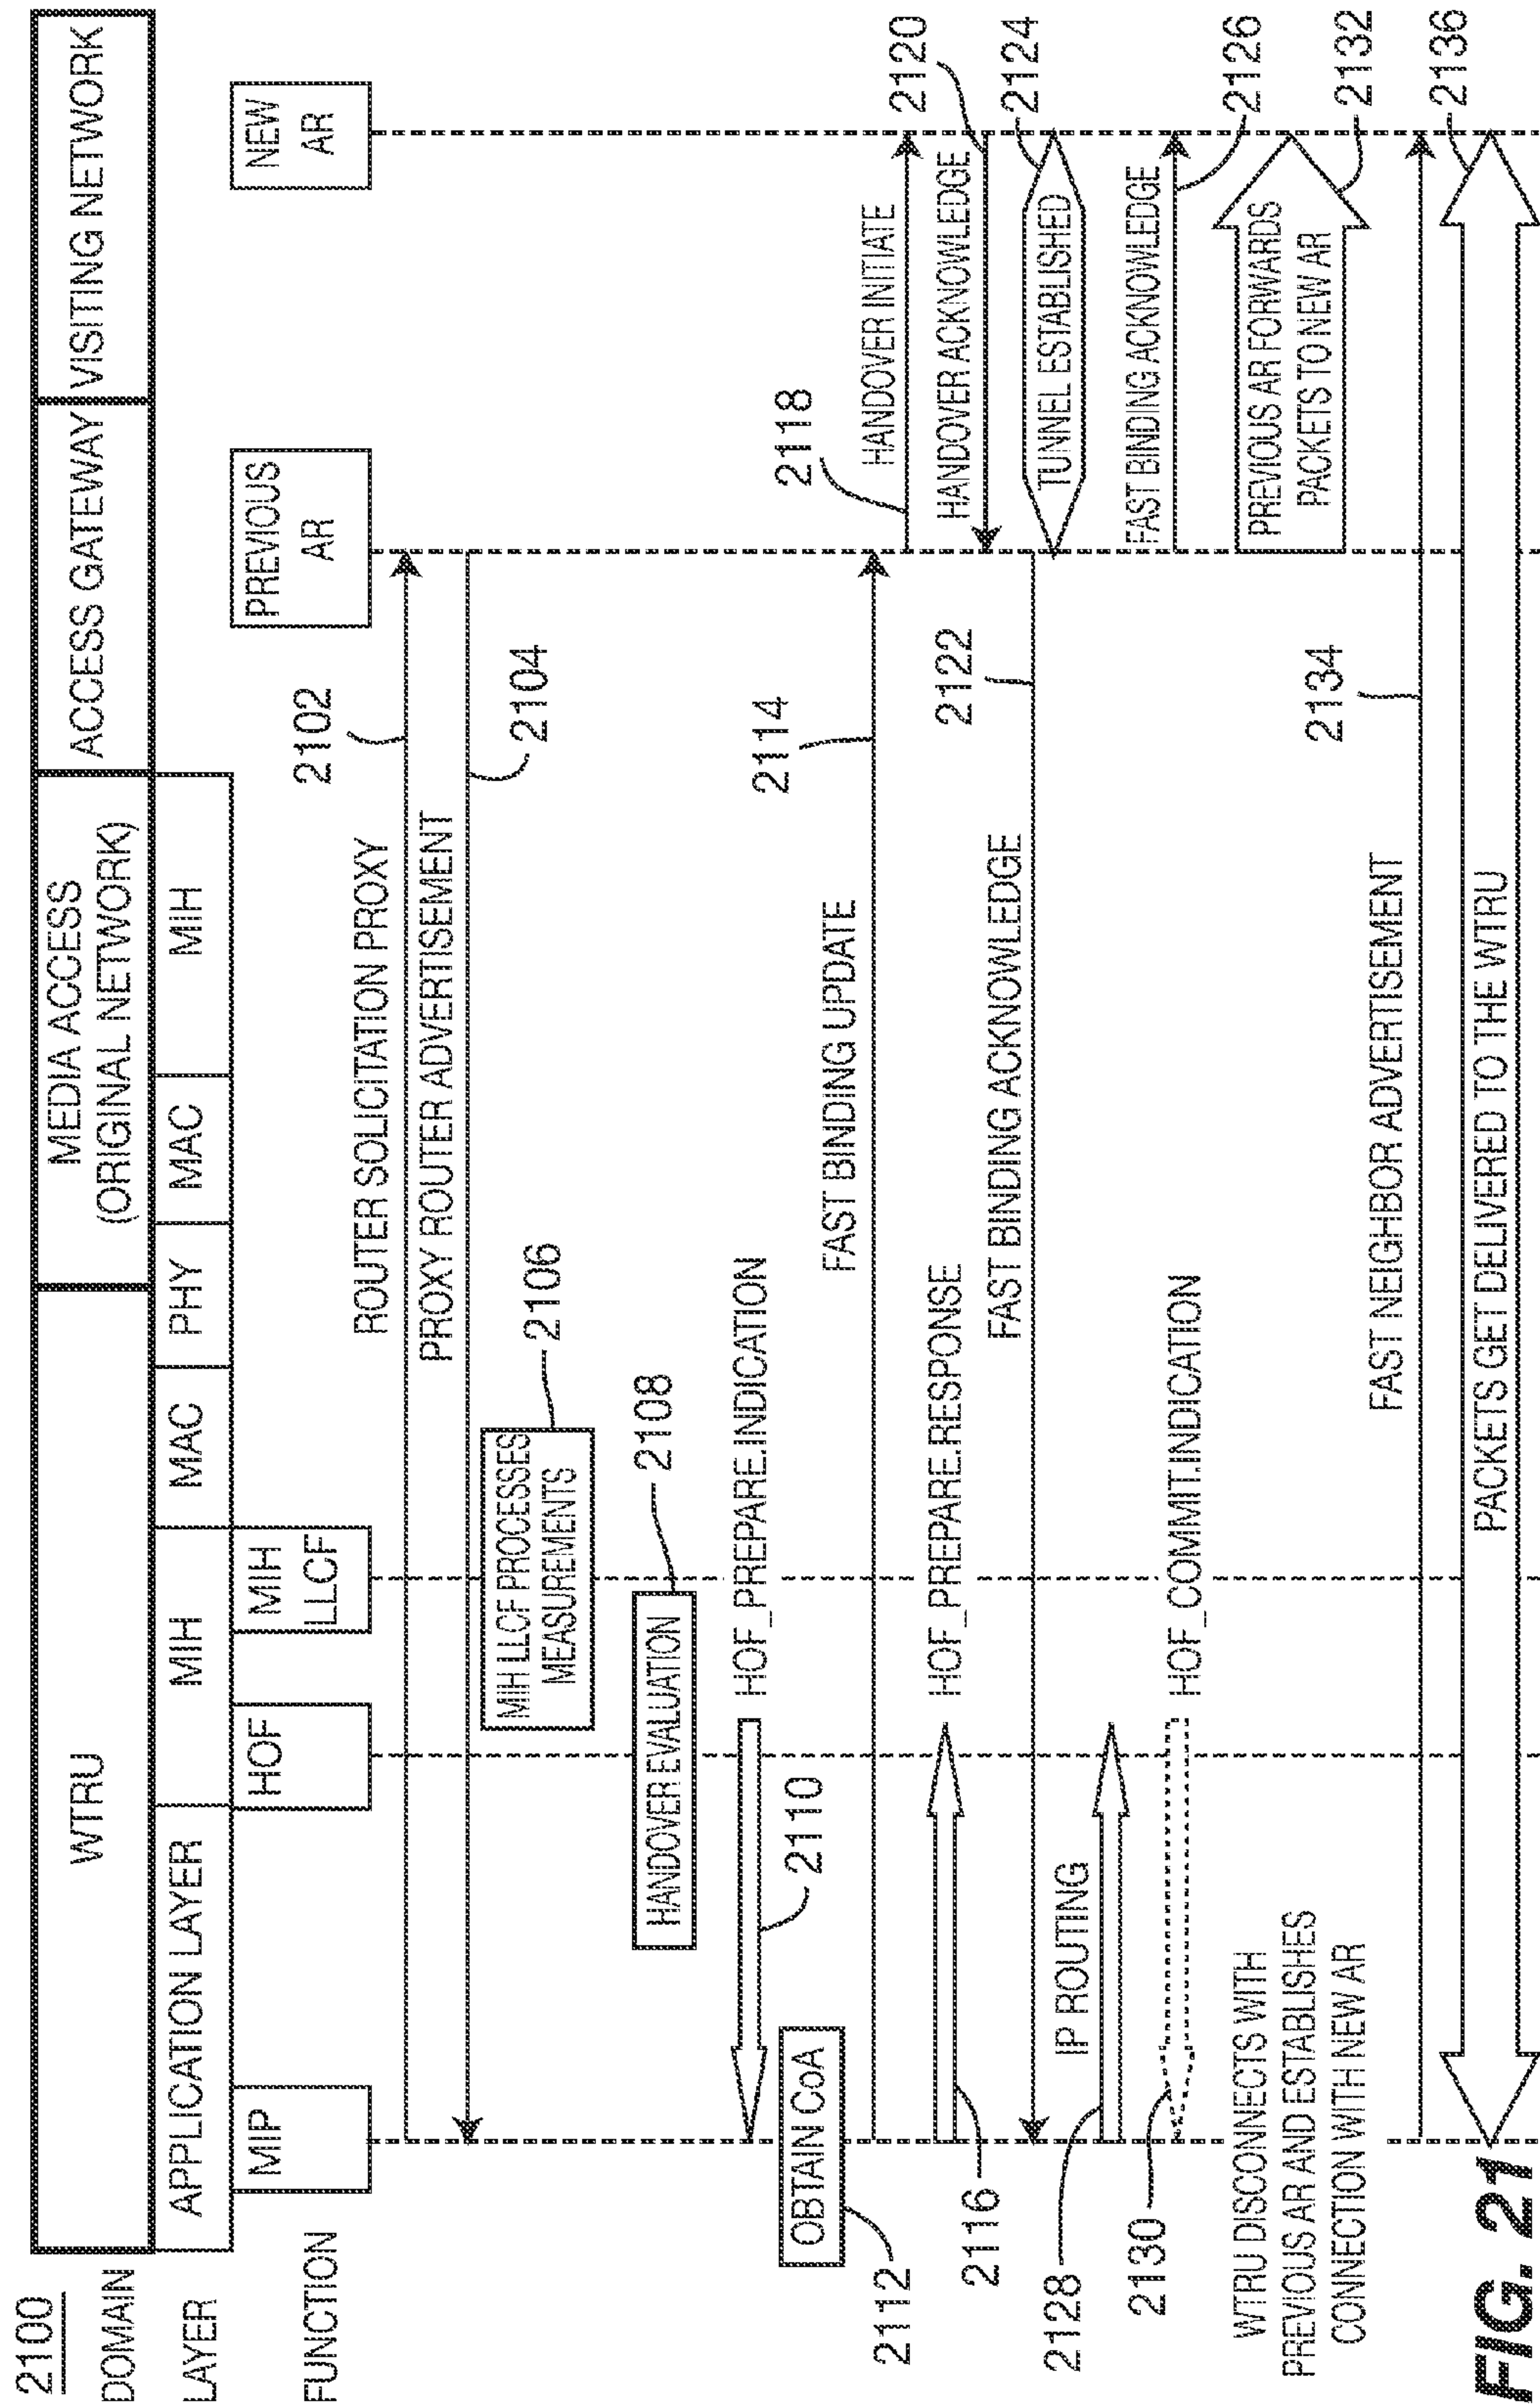 2100
DOMAIN
WTRU
MEDIA ACCESS
(ORIGINAL NETWORK)
ACCESS GATEWAY
VISITING NETWORK
LAYER
APPLICATION LAYER
MIH
MAC
PHY
MAC
MIH
FUNCTION
MIP
HOF
MIH
LLCF
PREVIOUS
AR
NEW
AR
ROUTER SOLICITATION PROXY
2102
PROXY ROUTER ADVERTISEMENT
2104
MIH LLCF PROCESSES
MEASUREMENTS
2106
HANDOVER EVALUATION
2108
HOF_PREPARE.INDICATION
2110
OBTAIN CoA
2112
FAST BINDING UPDATE
2114
2118
HANDOVER INITIATE
HOF_PREPARE.RESPONSE
2116
HANDOVER ACKNOWLEDGE
2120
FAST BINDING ACKNOWLEDGE
2122
TUNNEL ESTABLISHED
2124
IP ROUTING
2128
FAST BINDING ACKNOWLEDGE
2126
HOF_COMMIT.INDICATION
2130
PREVIOUS AR FORWARDS
PACKETS TO NEW AR
2132
WTRU DISCONNECTS WITH
PREVIOUS AR AND ESTABLISHES
CONNECTION WITH NEW AR
FAST NEIGHBOR ADVERTISEMENT
2134
PACKETS GET DELIVERED TO THE WTRU
2136
FIG. 21